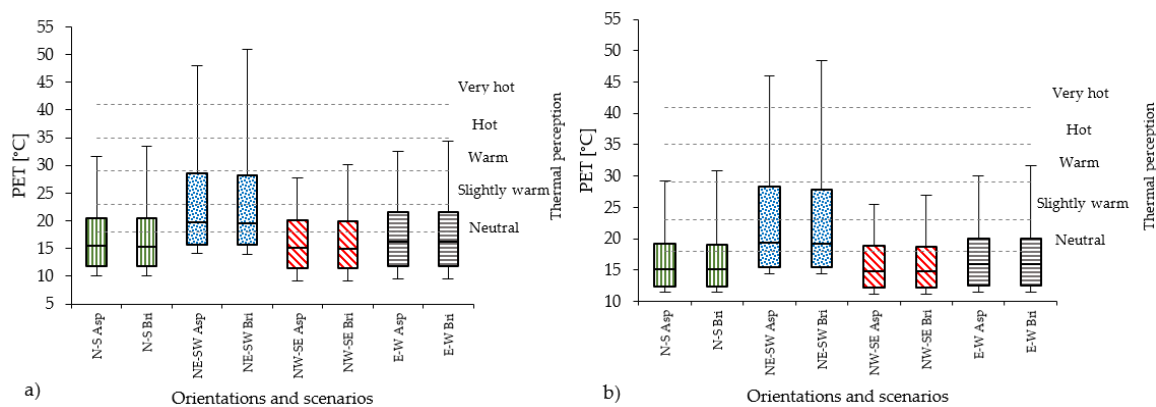 55
50
45
40
35
30
25
20
15
10
5
PET [°C]
Very hot
Hot
Warm
Slightly warm
Neutral
Thermal perception
N-S Asp
N-S Bri
NE-SW Asp
NE-SW Bri
NW-SE Asp
NW-SE Bri
E-W Asp
E-W Bri
a)
Orientations and scenarios
55
50
45
40
35
30
25
20
15
10
PET [°C]
Very hot
Hot
Warm
Slightly warm
Neutral
Thermal perception
N-S Asp
N-S Bri
NE-SW Asp
NE-SW Bri
NW-SE Asp
NW-SE Bri
E-W Asp
E-W Bri
b)
Orientations and scenarios